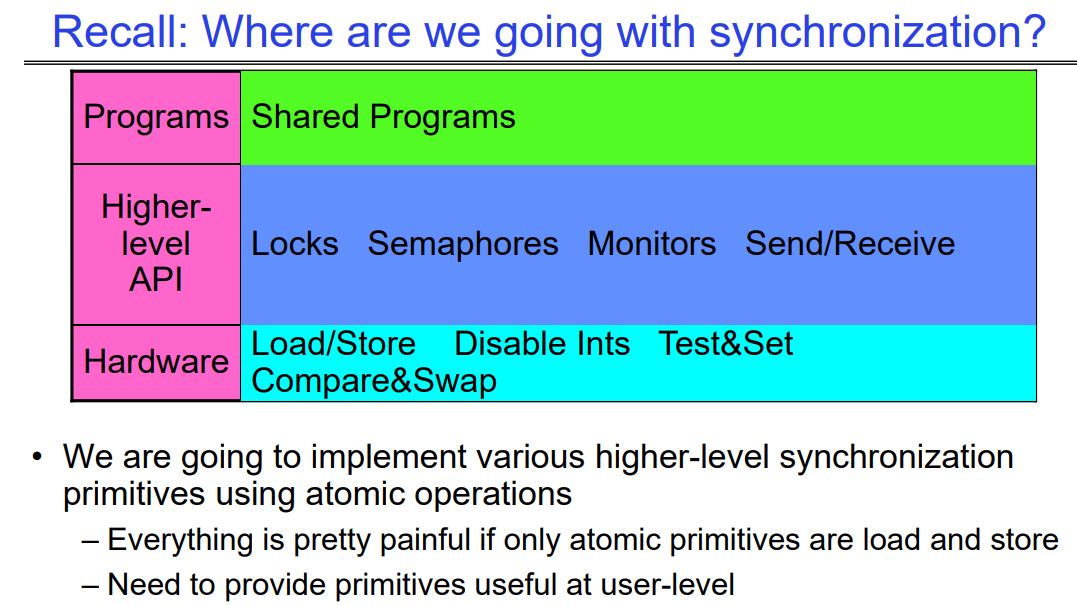 Recall: Where are we going with synchronization?
Programs
Shared Programs
Higher-
level
API
Locks Semaphores Monitors Send/Receive
Hardware
Load/Store Disable Ints Test&Set
Compare&Swap
• We are going to implement various higher-level synchronization
primitives using atomic operations
– Everything is pretty painful if only atomic primitives are load and store
– Need to provide primitives useful at user-level